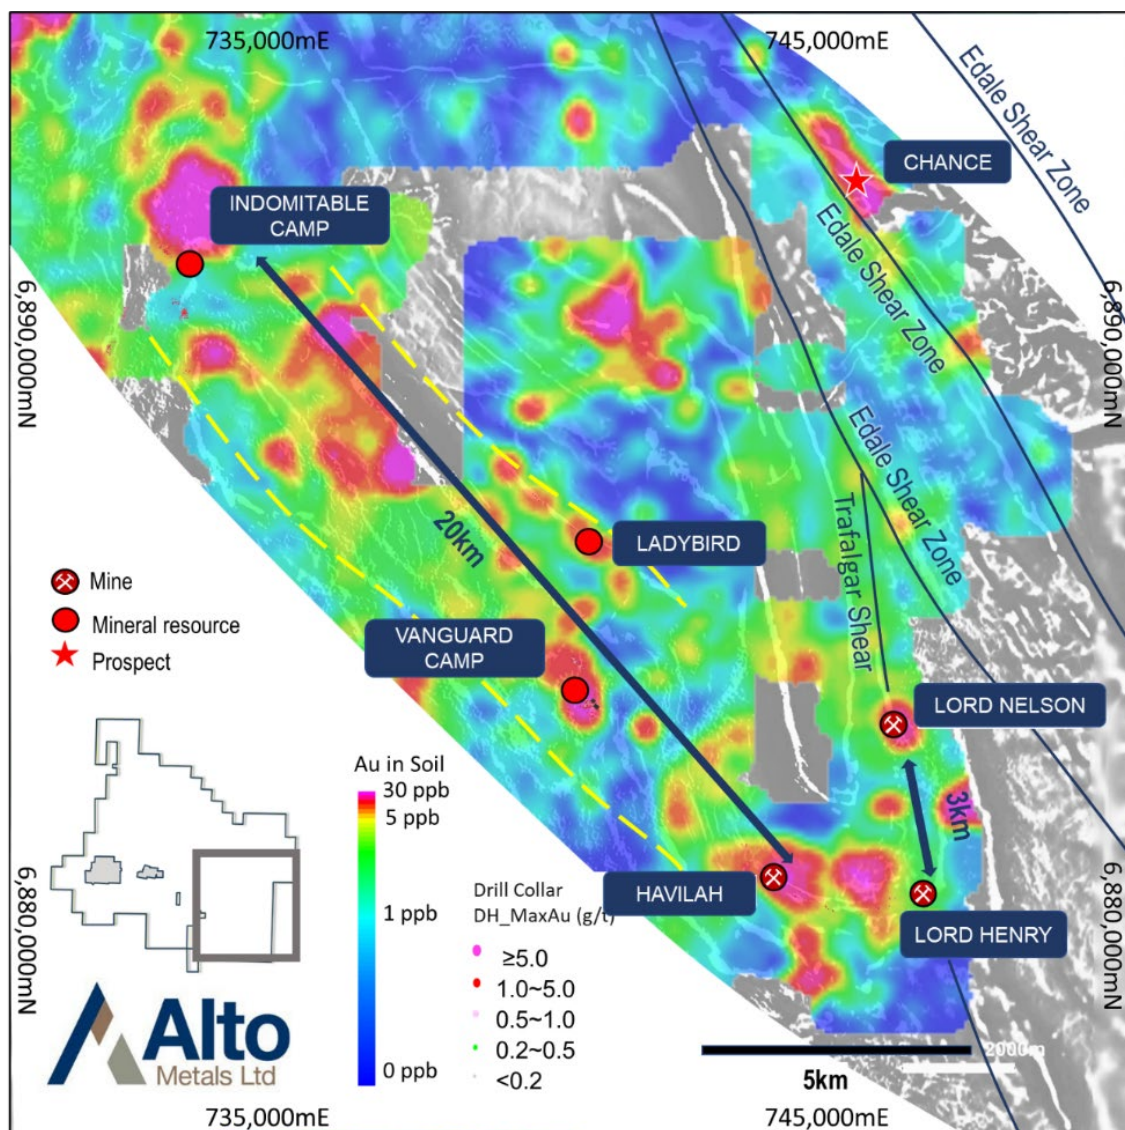 735,000mE
745,000mE
Edale Shear Zone
CHANCE
INDOMITABLE
CAMP
Edale Shear Zone
6,890,000mN
6,890,000mN
Edale Shear Zone
20km
LADYBIRD
Trafalgar Shear
Mine
Mineral resource
Prospect
VANGUARD
CAMP
LORD NELSON
Au in Soil
30 ppb
5 ppb
1 ppb
0 ppb
3km
HAVILAH
Drill Collar
DH_MaxAu (g/t)
≥5.0
1.0~5.0
0.5~1.0
0.2~0.5
<0.2
LORD HENRY
6,880,000mN
6,880,000mN
Alto
Metals Ltd
2000m
5km
735,000mE
745,000mE